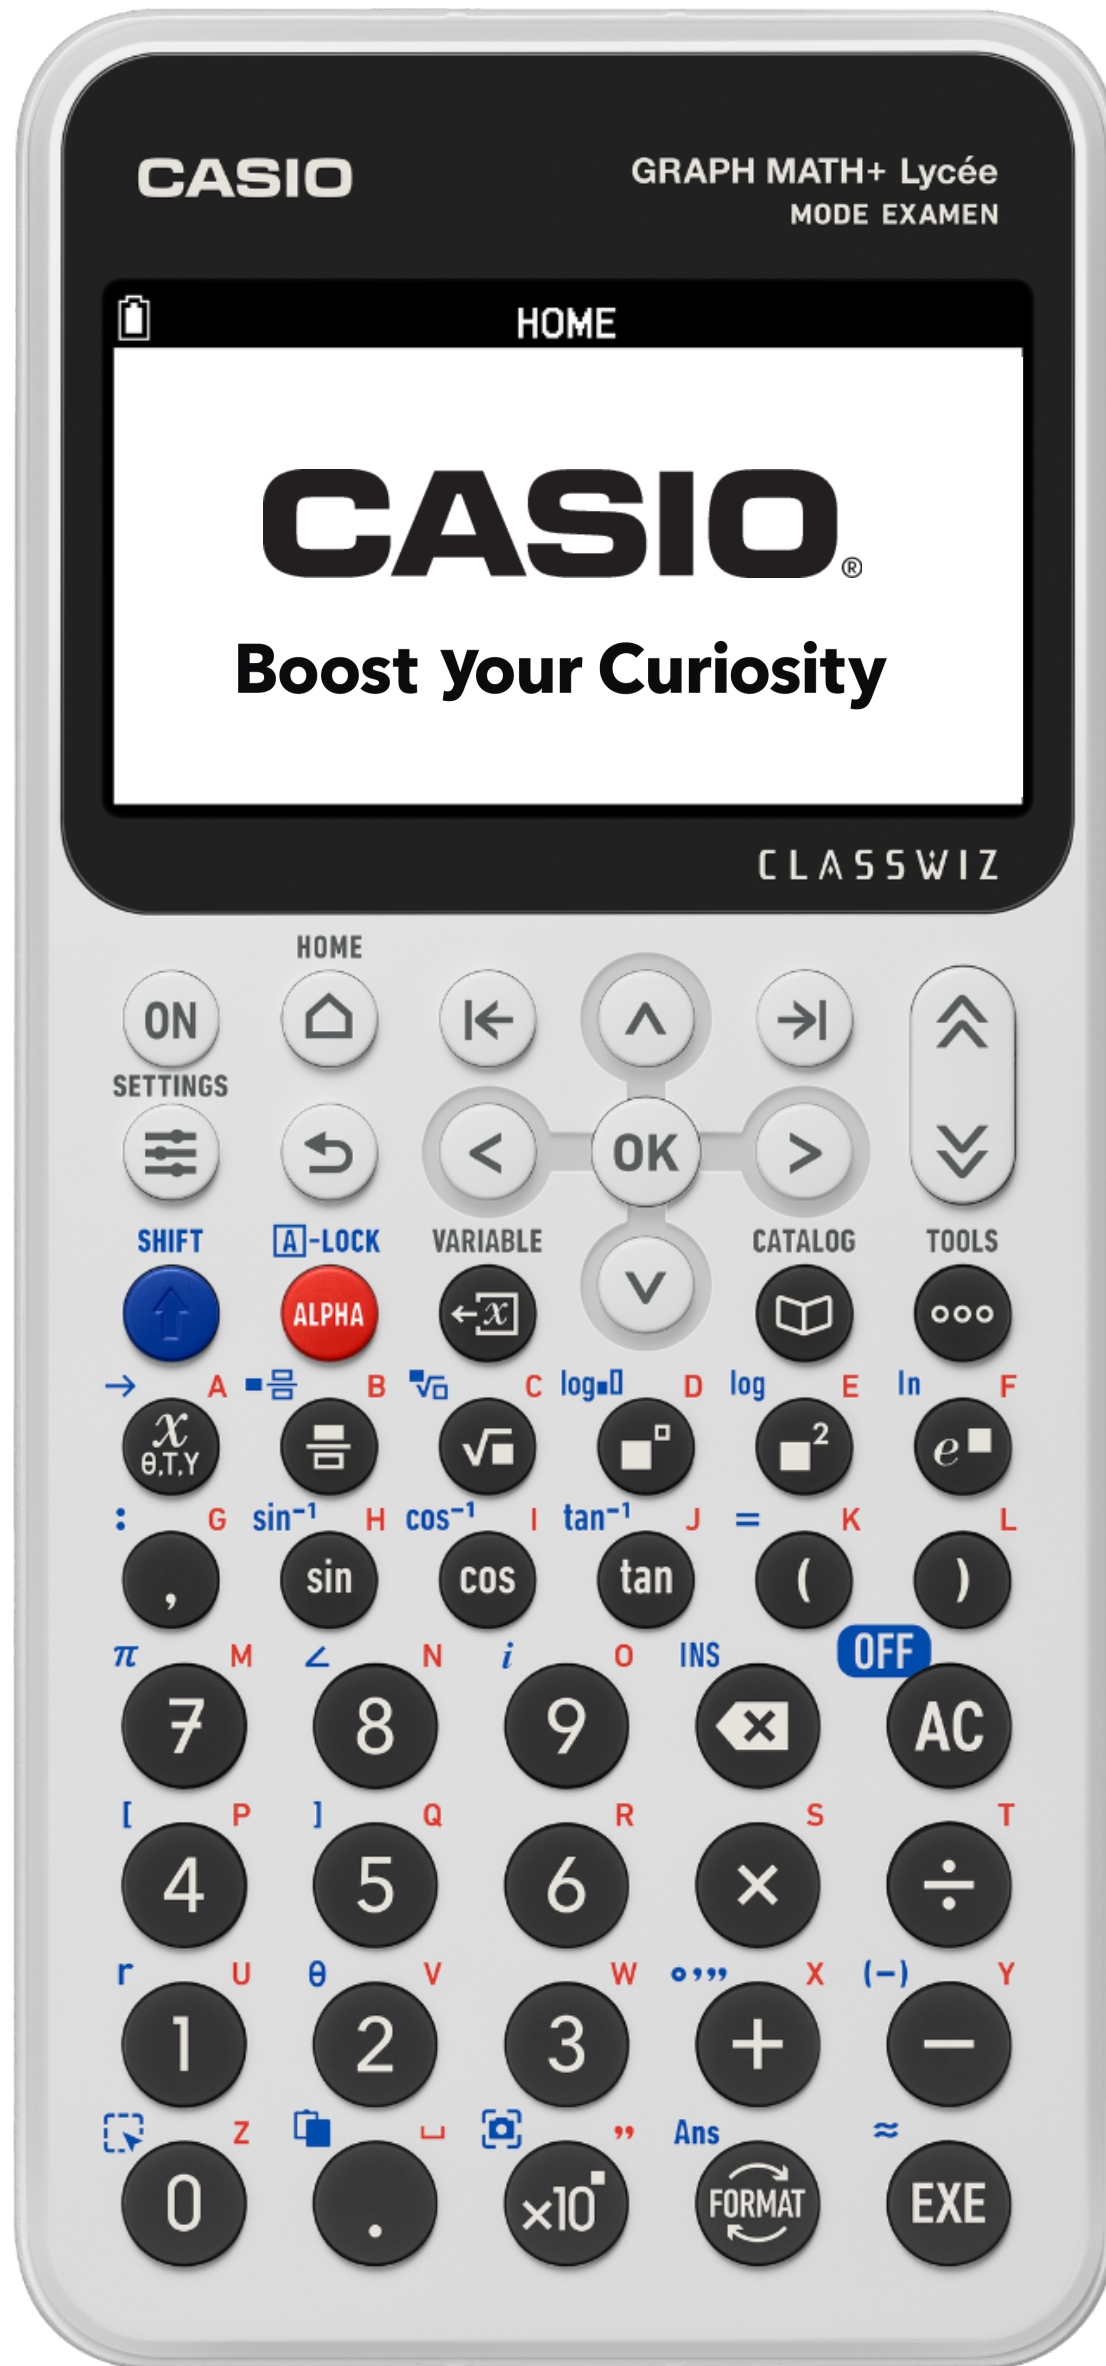 CASIO GRAPH MATH+ Lycée
MODE EXAMEN
HOME
CASIO®
Boost your Curiosity
CLASSWIZ
HOME
ON
SETTINGS
OK
SHIFT A-LOCK VARIABLE CATALOG TOOLS
ALPHA x
→ A B √ C log D log E ln F
x
θ,T,Y √ 2 e
: G sin⁻¹ H cos⁻¹ I tan⁻¹ J = K L
, sin cos tan ( )
π M ∠ N i O INS OFF
7 8 9 AC
[ P ] Q R S T
4 5 6 × ÷
r U θ V W °,,, X (−) Y
1 2 3 + −
Z ,, Ans ≈
0 . ×10 FORMAT EXE